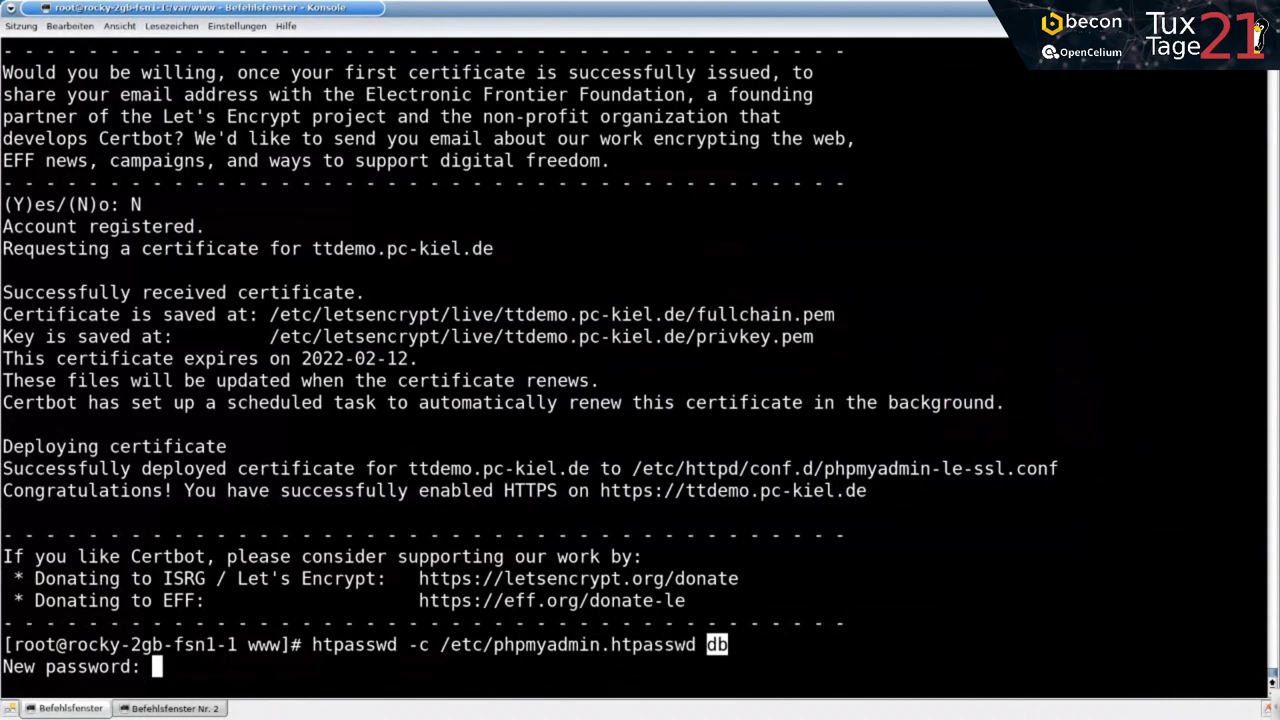 root@rocky-2gb-fsn1-1:/var/www - Befehlsfenster - Konsole
Sitzung Bearbeiten Ansicht Lesezeichen Einstellungen Hilfe
becon
OpenCelium
Tux
Tage
21
- - - - - - - - - - - - - - - - - - - - - - - - - - - - - - - - - - - - - - - -
Would you be willing, once your first certificate is successfully issued, to
share your email address with the Electronic Frontier Foundation, a founding
partner of the Let's Encrypt project and the non-profit organization that
develops Certbot? We'd like to send you email about our work encrypting the web,
EFF news, campaigns, and ways to support digital freedom.
- - - - - - - - - - - - - - - - - - - - - - - - - - - - - - - - - - - - - - - -
(Y)es/(N)o: N
Account registered.
Requesting a certificate for ttdemo.pc-kiel.de
Successfully received certificate.
Certificate is saved at: /etc/letsencrypt/live/ttdemo.pc-kiel.de/fullchain.pem
Key is saved at:         /etc/letsencrypt/live/ttdemo.pc-kiel.de/privkey.pem
This certificate expires on 2022-02-12.
These files will be updated when the certificate renews.
Certbot has set up a scheduled task to automatically renew this certificate in the background.
Deploying certificate
Successfully deployed certificate for ttdemo.pc-kiel.de to /etc/httpd/conf.d/phpmyadmin-le-ssl.conf
Congratulations! You have successfully enabled HTTPS on https://ttdemo.pc-kiel.de
- - - - - - - - - - - - - - - - - - - - - - - - - - - - - - - - - - - - - - - -
If you like Certbot, please consider supporting our work by:
 * Donating to ISRG / Let's Encrypt:   https://letsencrypt.org/donate
 * Donating to EFF:                    https://eff.org/donate-le
- - - - - - - - - - - - - - - - - - - - - - - - - - - - - - - - - - - - - - - -
[root@rocky-2gb-fsn1-1 www]# htpasswd -c /etc/phpmyadmin.htpasswd db
New password:
Befehlsfenster
Befehlsfenster Nr. 2